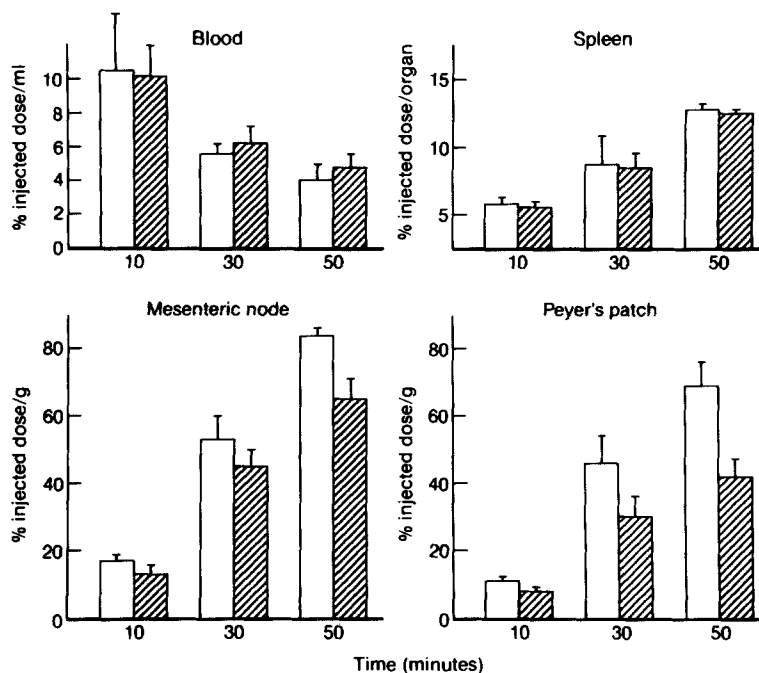 Blood
% injected dose/ml
10
8
6
4
2
0
10 30 50
Spleen
% injected dose/organ
15
10
5
10 30 50
Mesenteric node
% injected dose/g
80
60
40
20
0
10 30 50
Peyer's patch
% injected dose/g
80
60
40
20
0
10 30 50
Time (minutes)